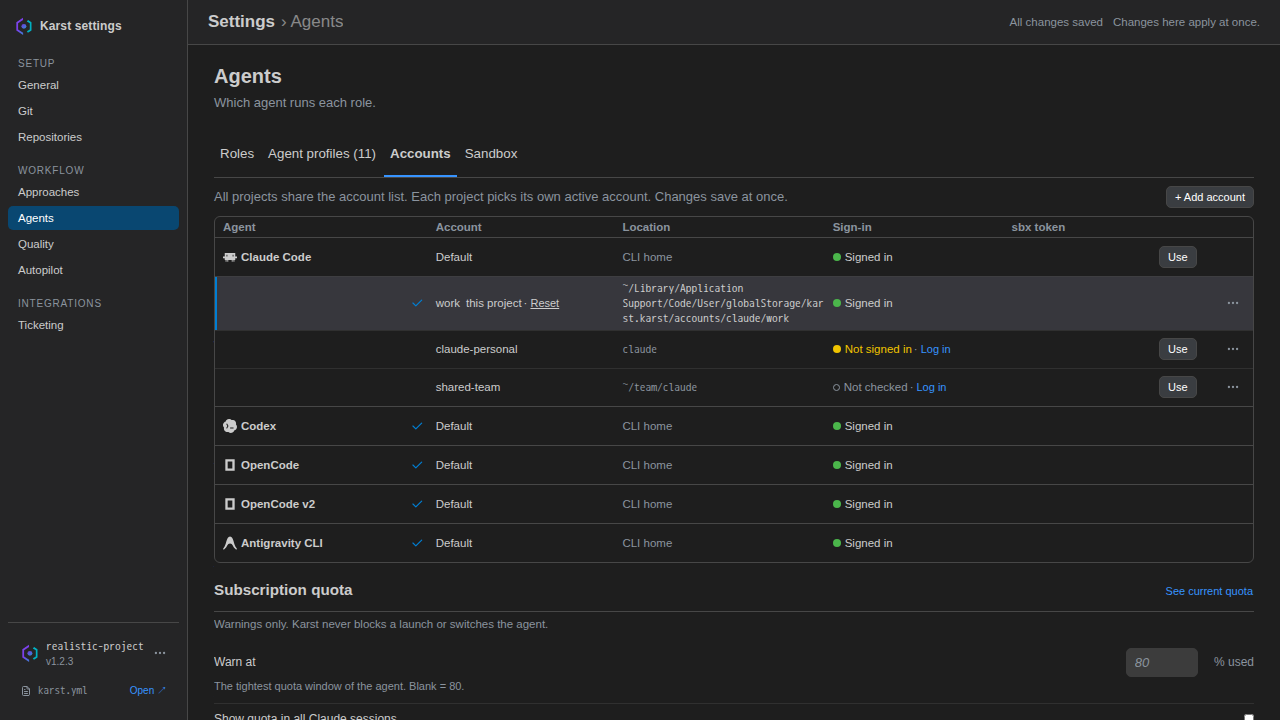 Karst settings
SETUP
General
Git
Repositories
WORKFLOW
Approaches
Agents
Quality
Autopilot
INTEGRATIONS
Ticketing
realistic-project
v1.2.3
karst.yml Open ↗
Settings › Agents
All changes saved Changes here apply at once.
Agents
Which agent runs each role.
Roles Agent profiles (11) Accounts Sandbox
All projects share the account list. Each project picks its own active account. Changes save at once.
+ Add account
Agent Account Location Sign-in sbx token
Claude Code Default CLI home Signed in Use
work this project · Reset ~/Library/Application
Support/Code/User/globalStorage/kar
st.karst/accounts/claude/work Signed in
claude-personal claude Not signed in · Log in Use
shared-team ~/team/claude Not checked · Log in Use
Codex Default CLI home Signed in
OpenCode Default CLI home Signed in
OpenCode v2 Default CLI home Signed in
Antigravity CLI Default CLI home Signed in
Subscription quota See current quota
Warnings only. Karst never blocks a launch or switches the agent.
Warn at 80 % used
The tightest quota window of the agent. Blank = 80.
Show quota in all Claude sessions